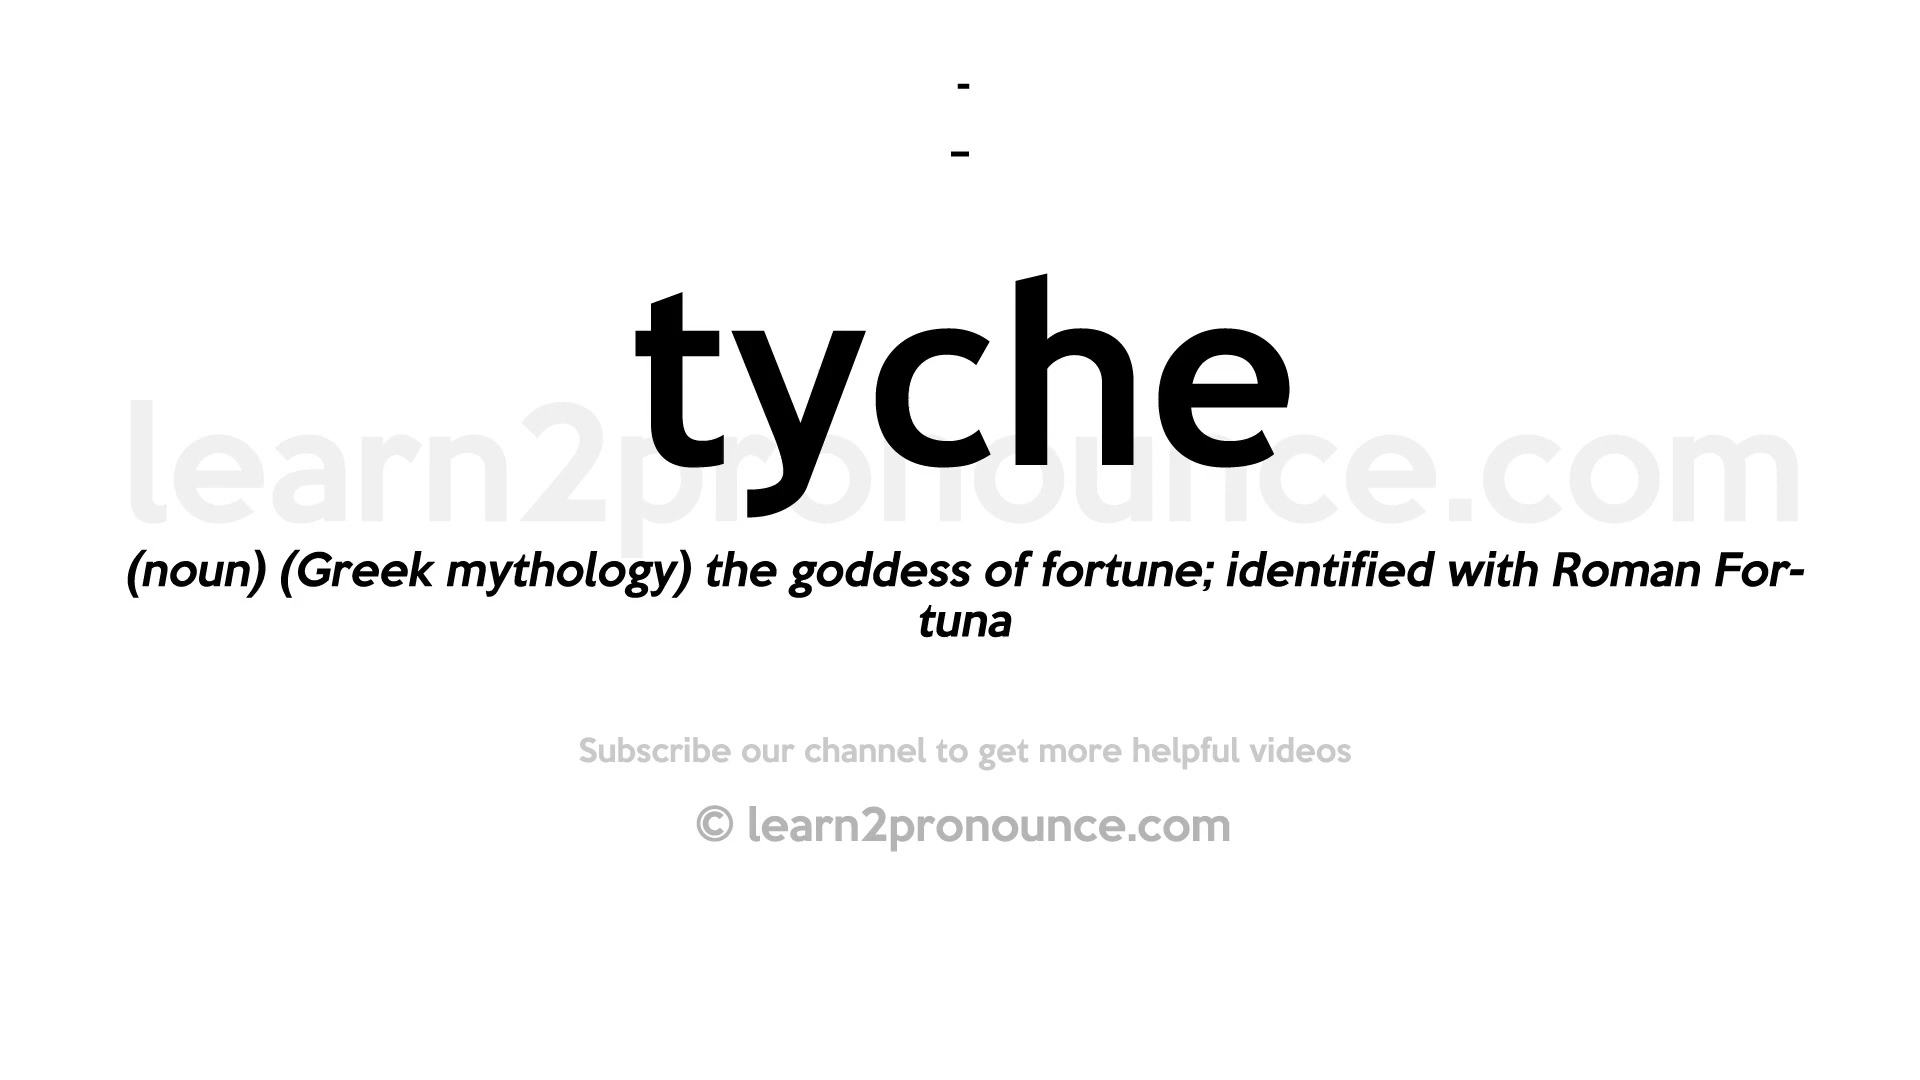 -
–
tyche
learn2pronounce.com
(noun) (Greek mythology) the goddess of fortune; identified with Roman For-
tuna
Subscribe our channel to get more helpful videos
© learn2pronounce.com